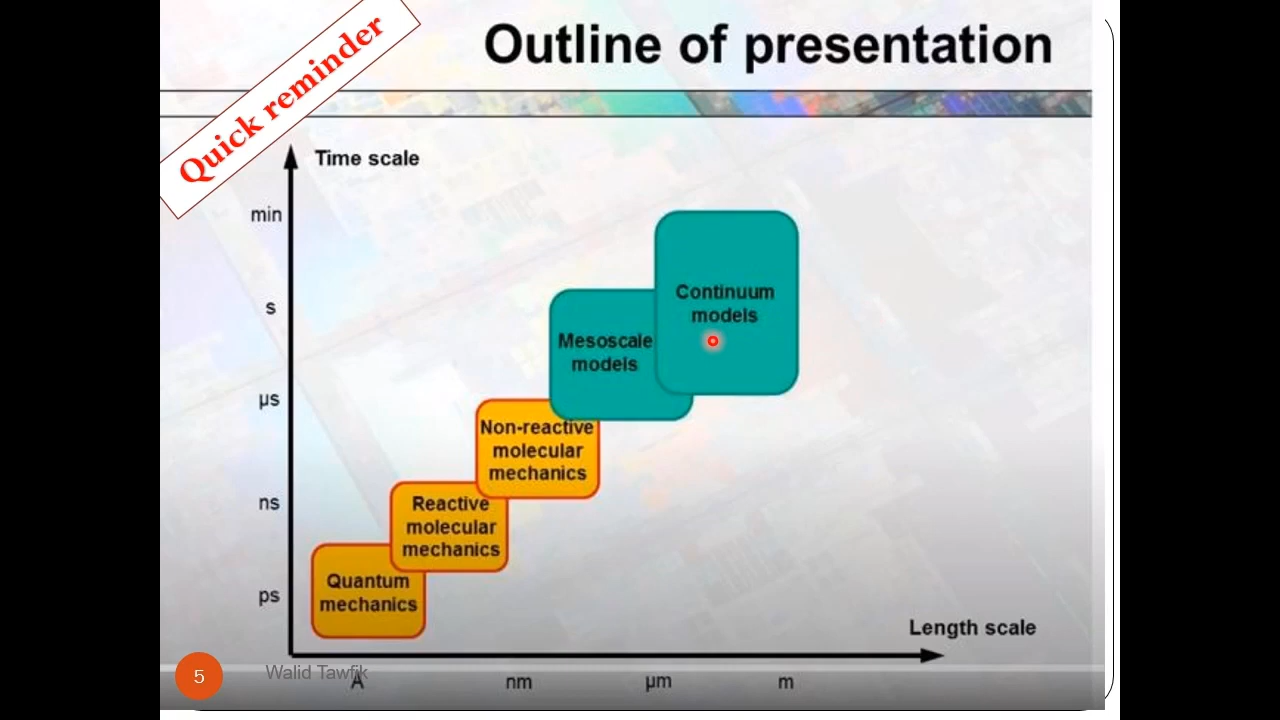 Quick reminder
Outline of presentation
Time scale
min
s
µs
ns
ps
Continuum
models
Mesoscale
models
Non-reactive
molecular
mechanics
Reactive
molecular
mechanics
Quantum
mechanics
Length scale
A
nm
µm
m
5
Walid Tawfik